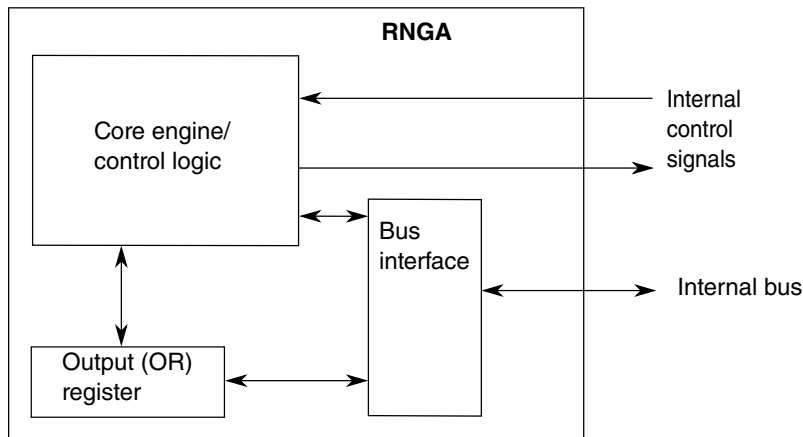 RNGA
Core engine/
control logic
Internal
control
signals
Bus
interface
Internal bus
Output (OR)
register